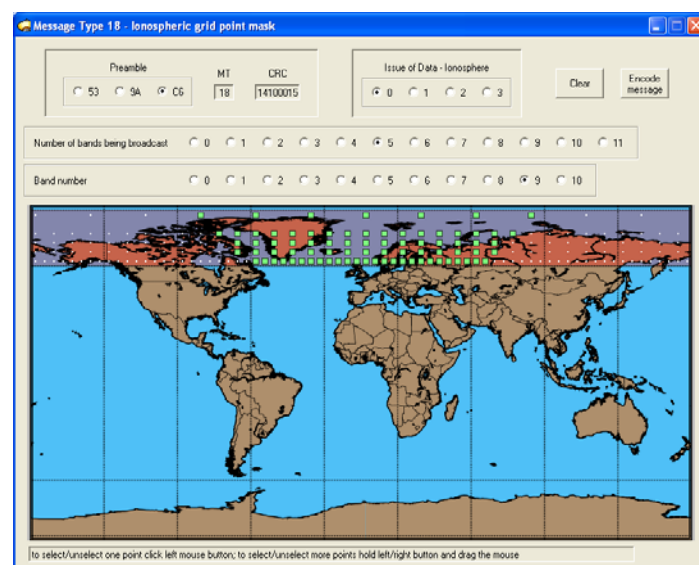 Message Type 18 - Ionospheric grid point mask
Preamble
53 9A C6
MT
18
CRC
14100015
Issue of Data - Ionosphere
0 1 2 3
Clear
Encode
message
Number of bands being broadcast 0 1 2 3 4 5 6 7 8 9 10 11
Band number 0 1 2 3 4 5 6 7 8 9 10
to select/unselect one point click left mouse button; to select/unselect more points hold left/right button and drag the mouse